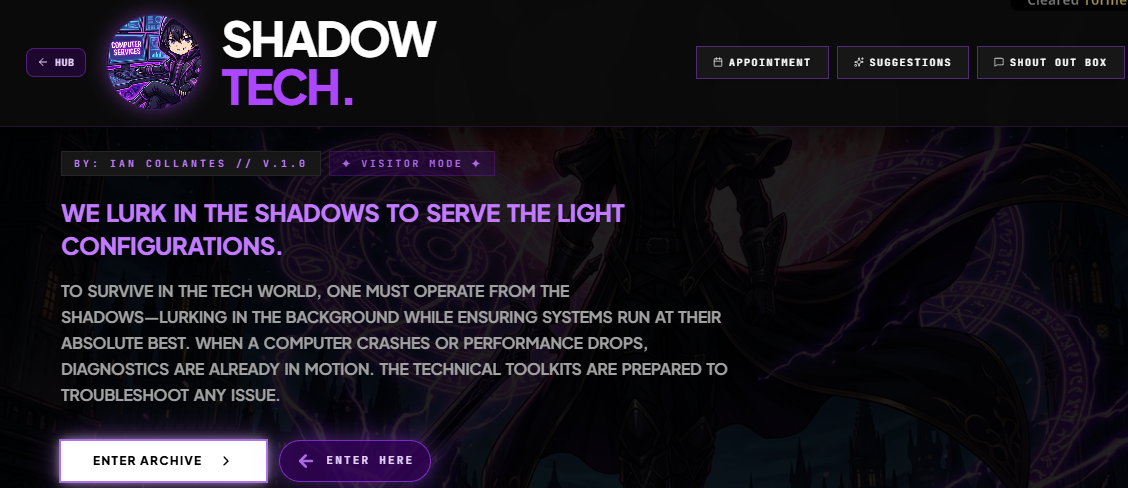 Cleared
HUB
COMPUTER
SERVICES
SHADOW
TECH.
APPOINTMENT
SUGGESTIONS
SHOUT OUT BOX
BY: IAN COLLANTES // V.1.0
✦ VISITOR MODE ✦
WE LURK IN THE SHADOWS TO SERVE THE LIGHT
CONFIGURATIONS.
TO SURVIVE IN THE TECH WORLD, ONE MUST OPERATE FROM THE
SHADOWS—LURKING IN THE BACKGROUND WHILE ENSURING SYSTEMS RUN AT THEIR
ABSOLUTE BEST. WHEN A COMPUTER CRASHES OR PERFORMANCE DROPS,
DIAGNOSTICS ARE ALREADY IN MOTION. THE TECHNICAL TOOLKITS ARE PREPARED TO
TROUBLESHOOT ANY ISSUE.
ENTER ARCHIVE
ENTER HERE